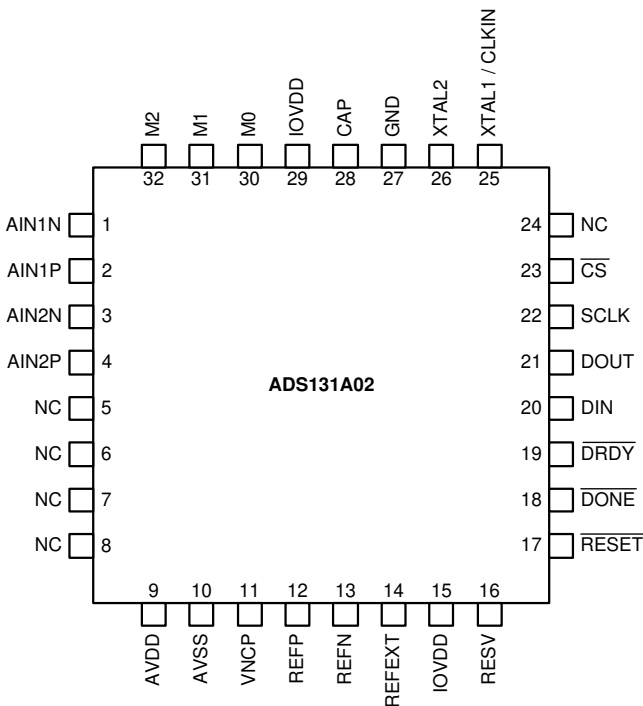 M2
M1
M0
IOVDD
CAP
GND
XTAL2
XTAL1 / CLKIN
32
31
30
29
28
27
26
25
AIN1N 1
AIN1P 2
AIN2N 3
AIN2P 4
NC 5
NC 6
NC 7
NC 8
ADS131A02
24 NC
23 CS
22 SCLK
21 DOUT
20 DIN
19 DRDY
18 DONE
17 RESET
9
10
11
12
13
14
15
16
AVDD
AVSS
VNCP
REFP
REFN
REFEXT
IOVDD
RESV